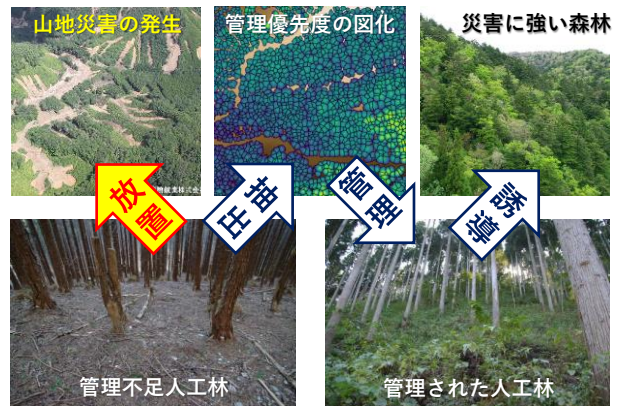 山地災害の発生
管理優先度の図化
災害に強い森林
放置
抽出
管理
誘導
管理不足人工林
管理された人工林